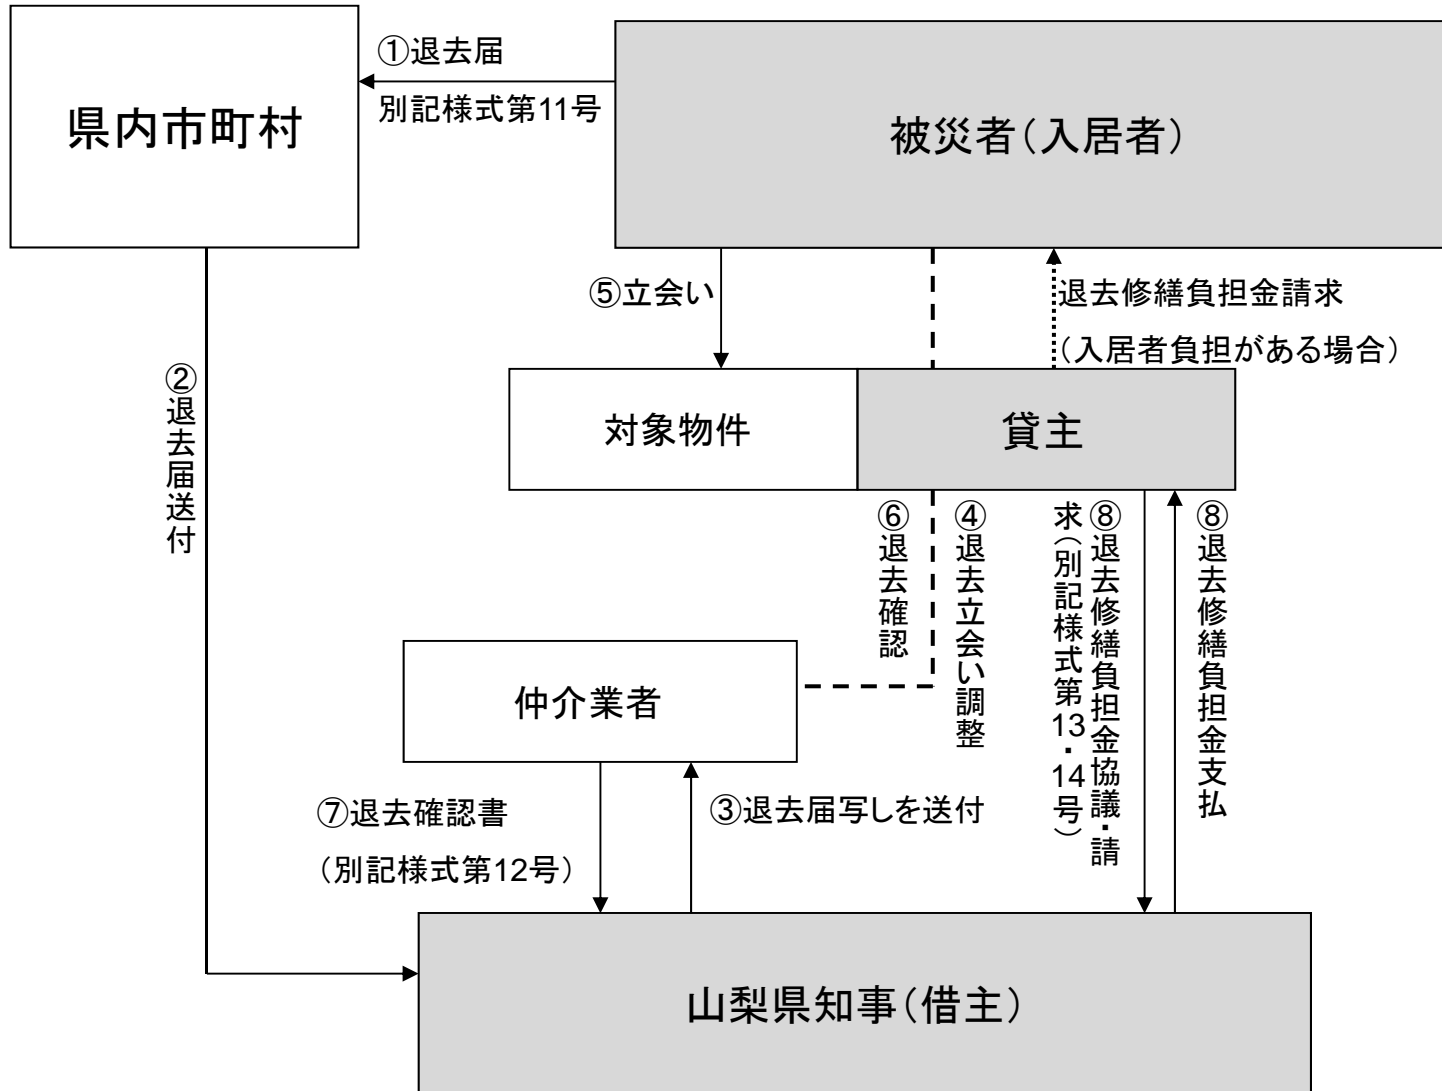 ①退去届
別記様式第11号
県内市町村
被災者（入居者）
⑤立会い
退去修繕負担金請求
（入居者負担がある場合）
②退去届送付
対象物件
貸主
⑥退去確認
④退去立会い調整
⑧退去修繕負担金協議・請
求（別記様式第13・14号）
⑧退去修繕負担金支払
仲介業者
⑦退去確認書
（別記様式第12号）
③退去届写しを送付
山梨県知事（借主）